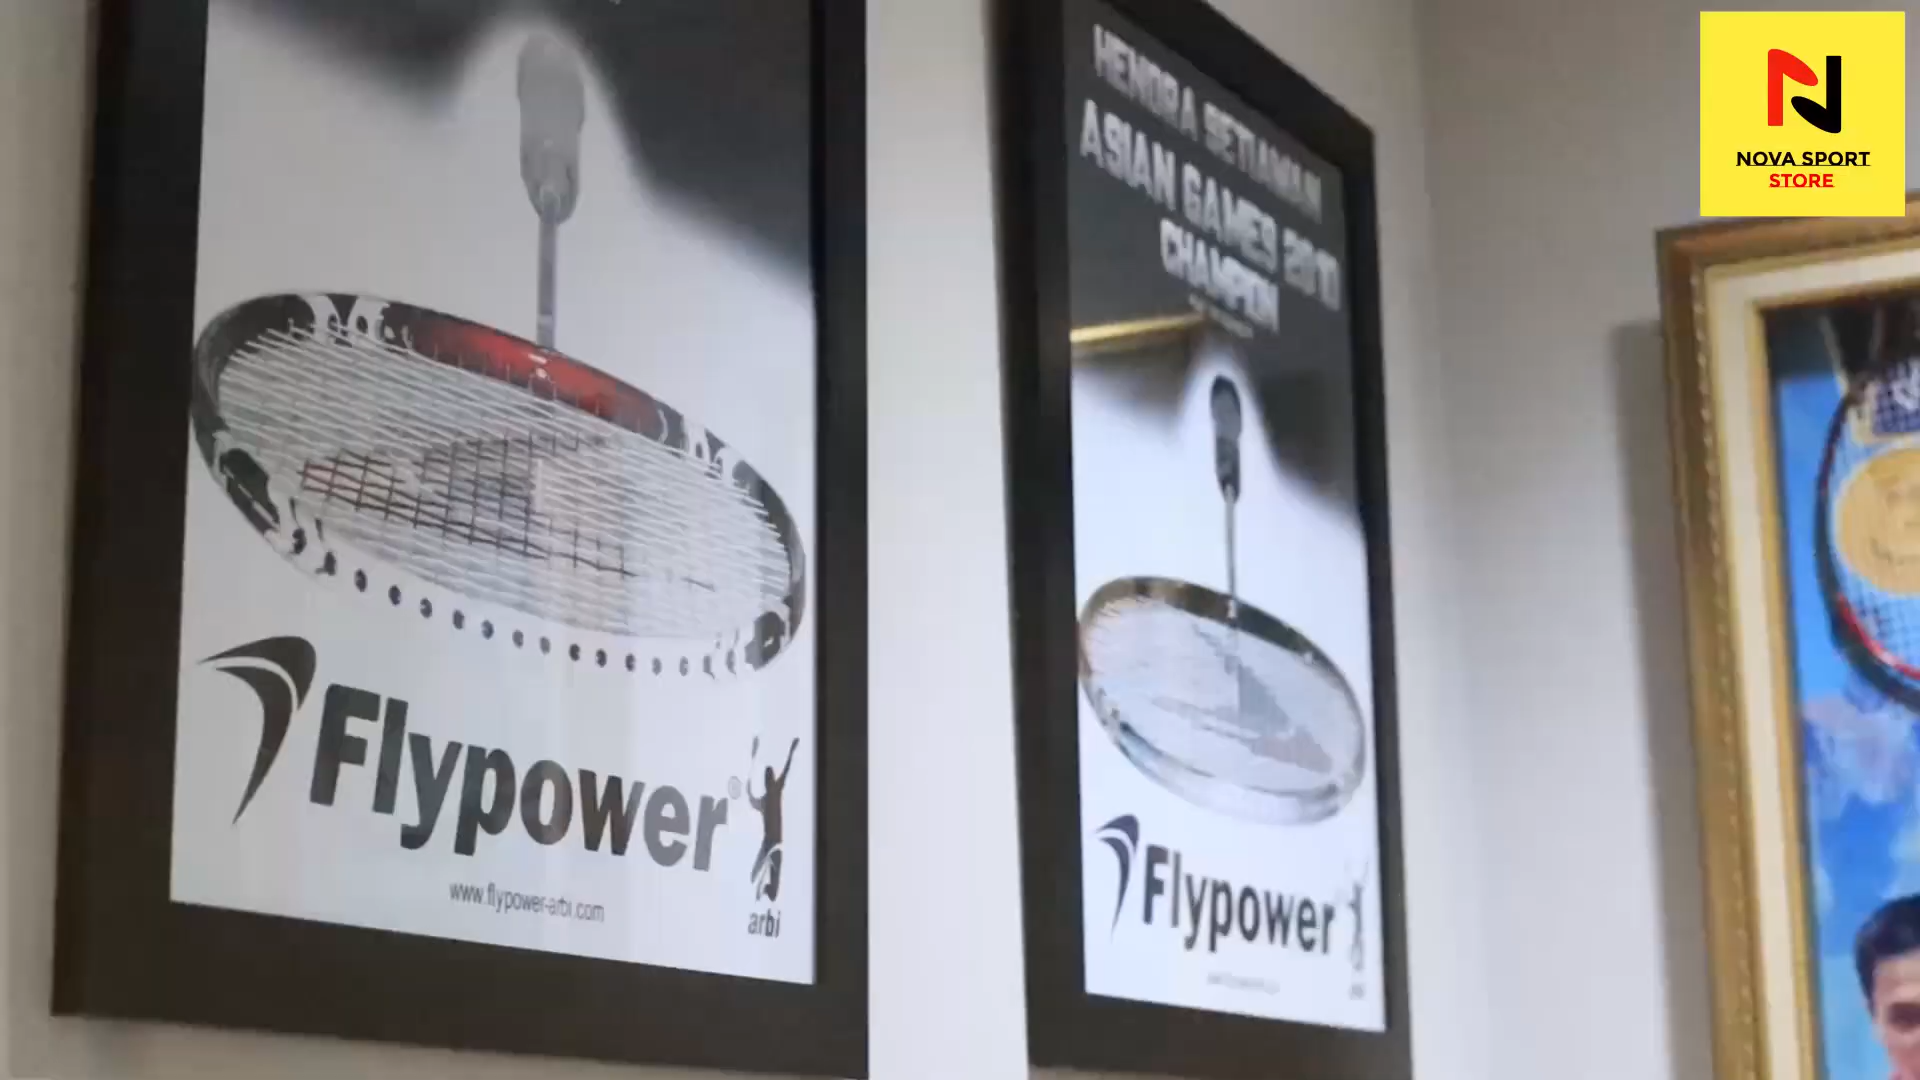 Flypower®
www.flypower-arbi.com
arbi
HENDRA SETIAWAN
ASIAN GAMES 2010
CHAMPION
Flypower
NOVA SPORT
STORE